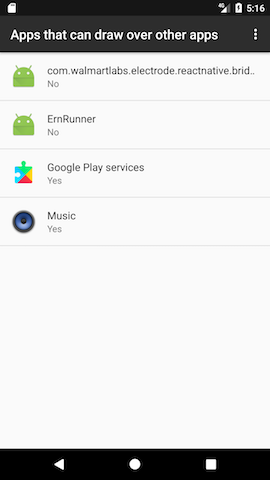 4G 5:16
Apps that can draw over other apps
com.walmartlabs.electrode.reactnative.brid..
No
ErnRunner
No
Google Play services
Yes
Music
Yes